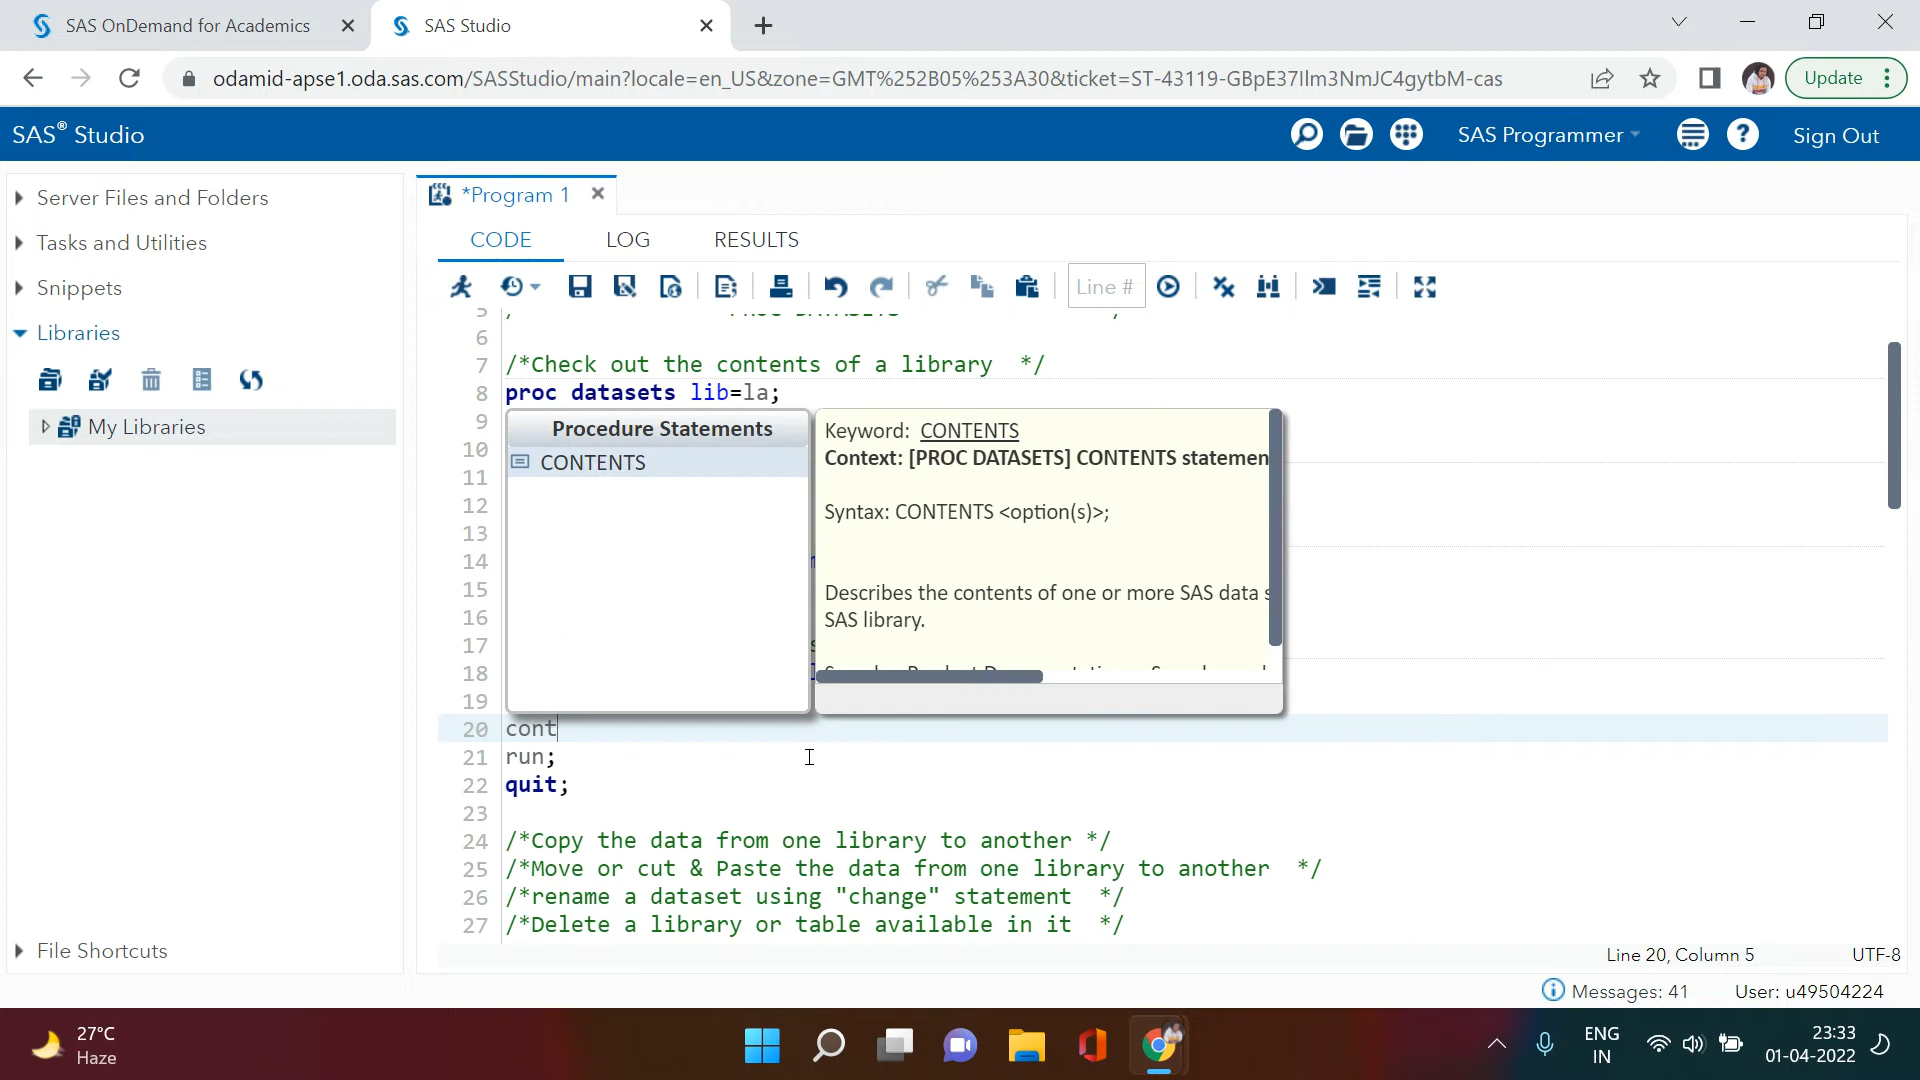 SAS OnDemand for Academics
SAS Studio
odamid-apse1.oda.sas.com/SASStudio/main?locale=en_US&zone=GMT%252B05%253A30&ticket=ST-43119-GBpE37Ilm3NmJC4gytbM-cas
Update
SAS® Studio
SAS Programmer
Sign Out
Server Files and Folders
Tasks and Utilities
Snippets
Libraries
My Libraries
File Shortcuts
*Program 1
CODE LOG RESULTS
Line #
5
6
7 /*Check out the contents of a library */
8 proc datasets lib=la;
9
10
11
12
13
14
15
16
17
18
19
Procedure Statements
CONTENTS
Keyword: CONTENTS
Context: [PROC DATASETS] CONTENTS statemen
Syntax: CONTENTS <option(s)>;
Describes the contents of one or more SAS data s
SAS library.
20 cont
21 run;
22 quit;
23
24 /*Copy the data from one library to another */
25 /*Move or cut & Paste the data from one library to another */
26 /*rename a dataset using "change" statement */
27 /*Delete a library or table available in it */
Line 20, Column 5
UTF-8
Messages: 41
User: u49504224
27°C
Haze
ENG
IN
23:33
01-04-2022